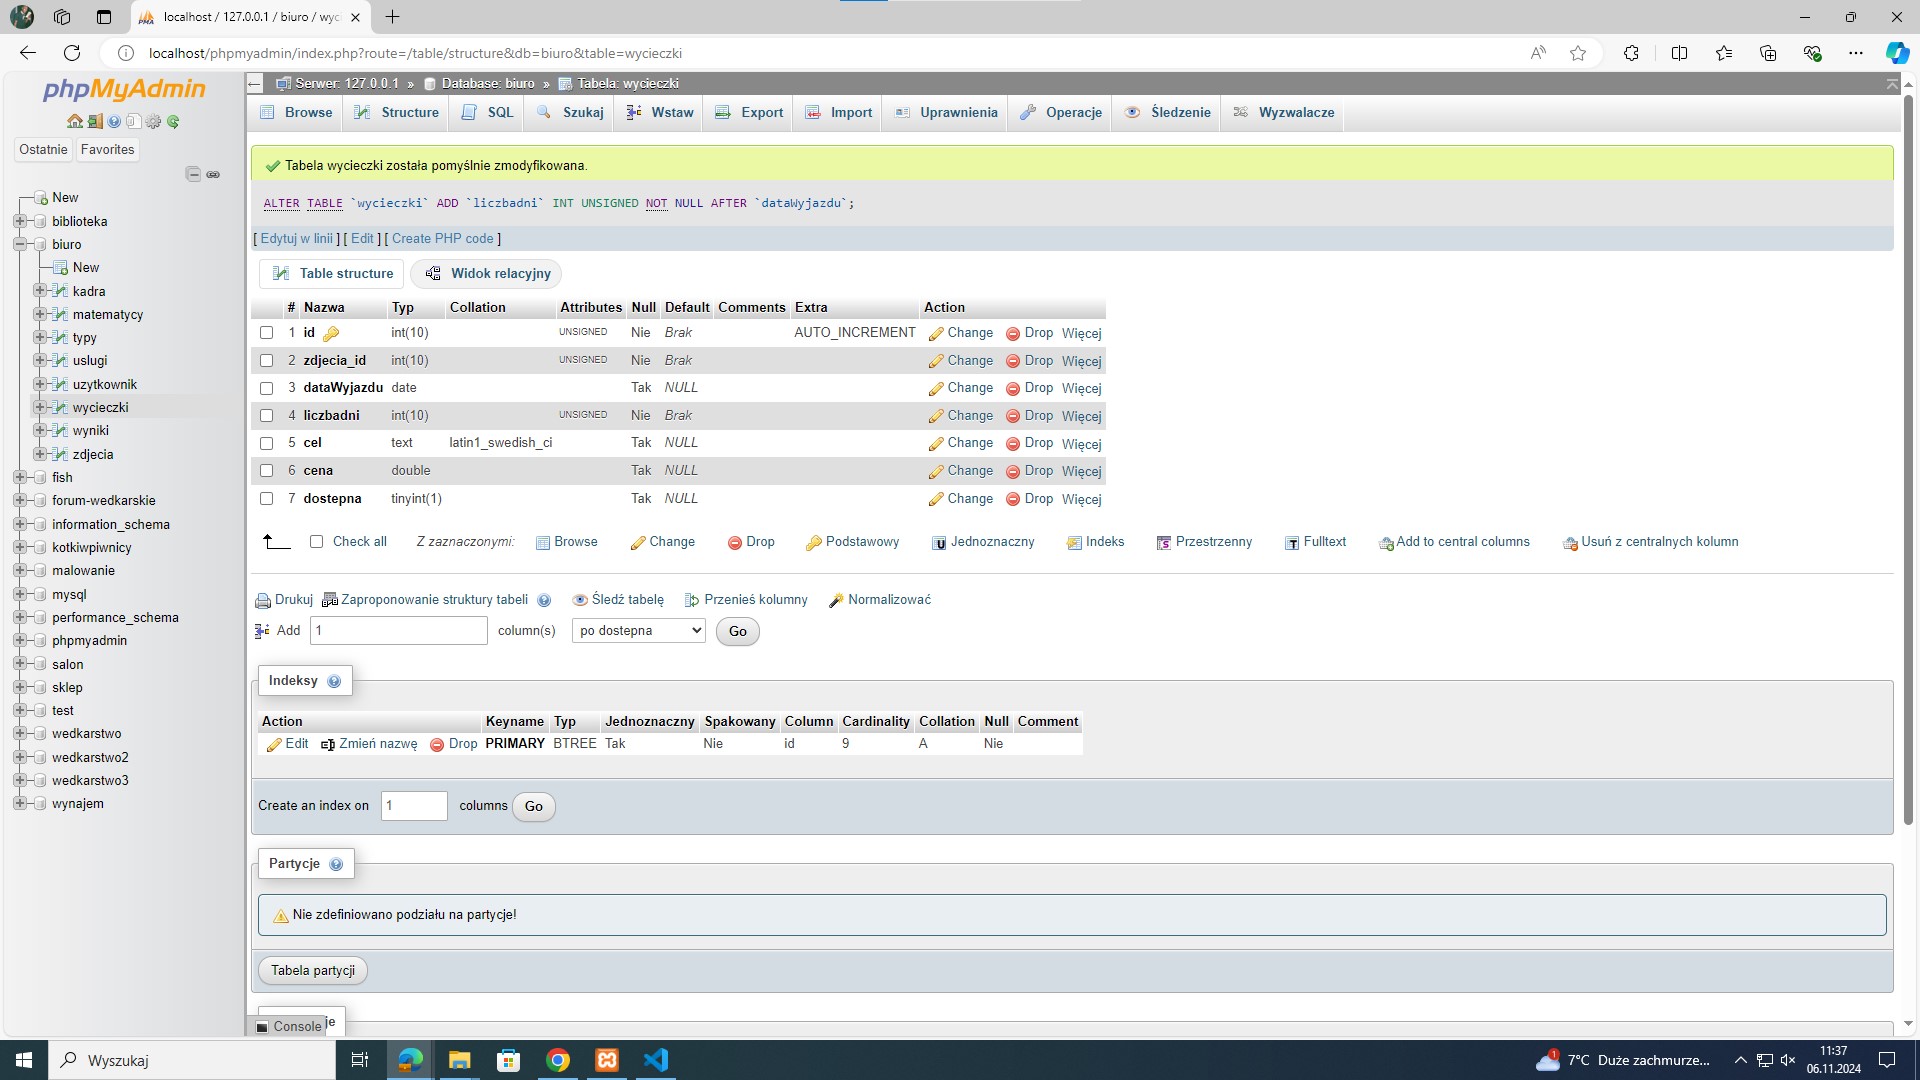 localhost / 127.0.0.1 / biuro / wyci
localhost/phpmyadmin/index.php?route=/table/structure&db=biuro&table=wycieczki
phpMyAdmin
Ostatnie Favorites
New
biblioteka
biuro
New
kadra
matematycy
typy
uslugi
uzytkownik
wycieczki
wyniki
zdjecia
fish
forum-wedkarskie
information_schema
kotkiwpiwnicy
malowanie
mysql
performance_schema
phpmyadmin
salon
sklep
test
wedkarstwo
wedkarstwo2
wedkarstwo3
wynajem
Serwer: 127.0.0.1 » Database: biuro » Tabela: wycieczki
Browse Structure SQL Szukaj Wstaw Export Import Uprawnienia Operacje Śledzenie Wyzwalacze
Tabela wycieczki została pomyślnie zmodyfikowana.
ALTER TABLE `wycieczki` ADD `liczbadni` INT UNSIGNED NOT NULL AFTER `dataWyjazdu`;
[ Edytuj w linii ] [ Edit ] [ Create PHP code ]
Table structure Widok relacyjny
# Nazwa Typ Collation Attributes Null Default Comments Extra Action
1 id int(10) UNSIGNED Nie Brak AUTO_INCREMENT Change Drop Więcej
2 zdjecia_id int(10) UNSIGNED Nie Brak Change Drop Więcej
3 dataWyjazdu date Tak NULL Change Drop Więcej
4 liczbadni int(10) UNSIGNED Nie Brak Change Drop Więcej
5 cel text latin1_swedish_ci Tak NULL Change Drop Więcej
6 cena double Tak NULL Change Drop Więcej
7 dostepna tinyint(1) Tak NULL Change Drop Więcej
Check all Z zaznaczonymi: Browse Change Drop Podstawowy Jednoznaczny Indeks Przestrzenny Fulltext Add to central columns Usuń z centralnych kolumn
Drukuj Zaproponowanie struktury tabeli Śledź tabelę Przenieś kolumny Normalizować
Add 1 column(s) po dostepna Go
Indeksy
Action Keyname Typ Jednoznaczny Spakowany Column Cardinality Collation Null Comment
Edit Zmień nazwę Drop PRIMARY BTREE Tak Nie id 9 A Nie
Create an index on 1 columns Go
Partycje
Nie zdefiniowano podziału na partycje!
Tabela partycji
Console je
Wyszukaj
1 7°C Duże zachmurze...
11:37
06.11.2024